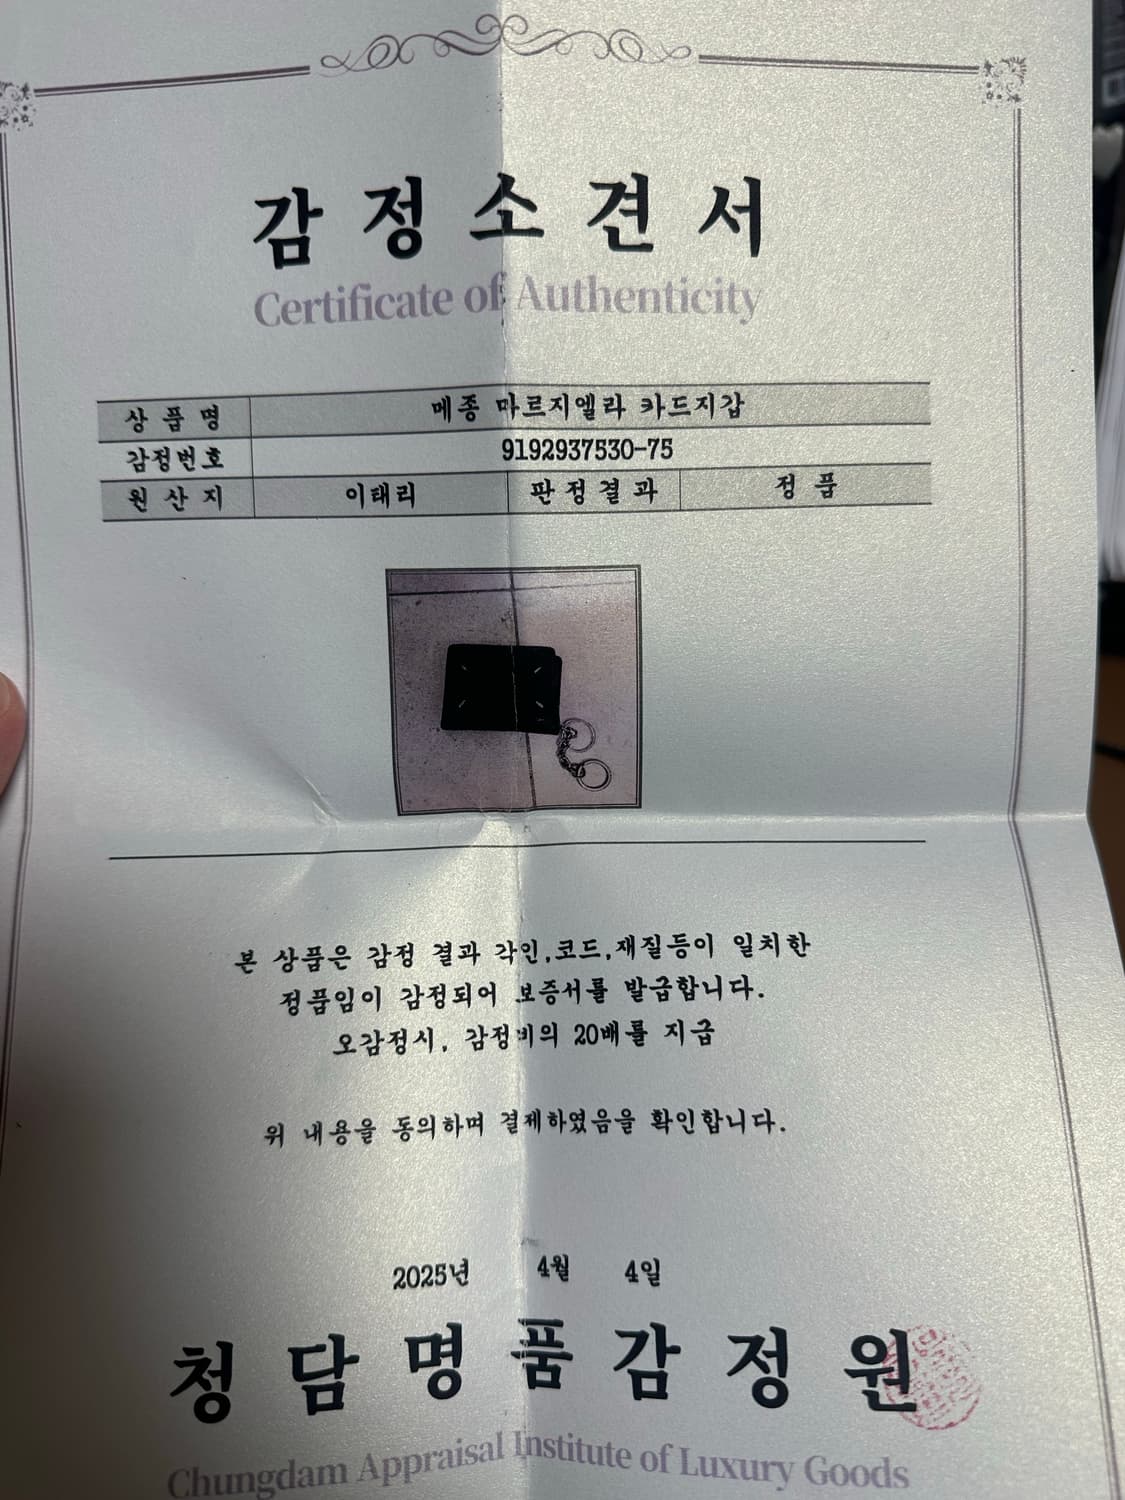 감정소견서
Certificate of Authenticity
상품명 메종 마르지엘라 카드지갑
감정번호 9192937530-75
원산지 이태리 판정결과 정품
본 상품은 감정 결과 각인,코드,재질등이 일치한
정품임이 감정되어 보증서를 발급합니다.
오감정시, 감정비의 20배를 지급
위 내용을 동의하며 결제하였음을 확인합니다.
2025년 4월 4일
청담명품감정원
Chungdam Appraisal Institute of Luxury Goods